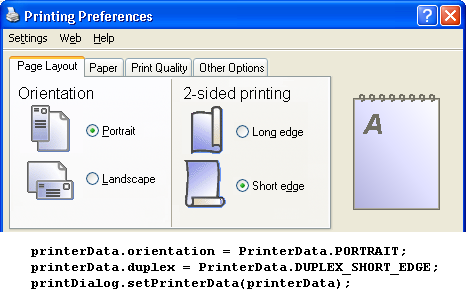 Printing Preferences
Settings Web Help
Page Layout Paper Print Quality Other Options
Orientation 2-sided printing
Portrait Long edge
Landscape Short edge
A
printerData.orientation = PrinterData.PORTRAIT;
printerData.duplex = PrinterData.DUPLEX_SHORT_EDGE;
printDialog.setPrinterData(printerData);